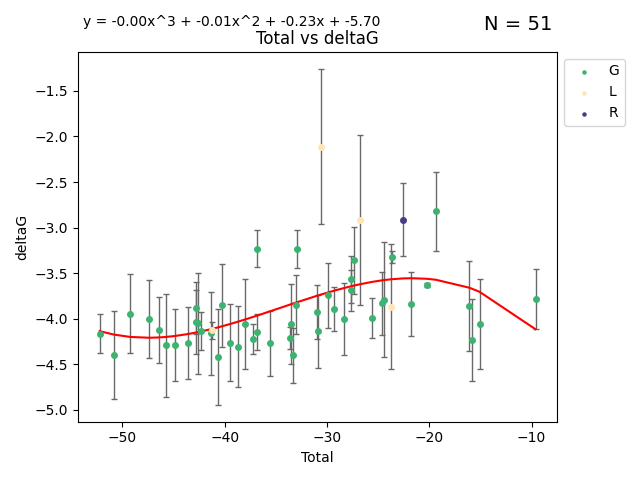 y = -0.00x^3 + -0.01x^2 + -0.23x + -5.70
N = 51
Total vs deltaG
G
L
R
−1.5
−2.0
−2.5
−3.0
−3.5
−4.0
−4.5
−5.0
deltaG
−50 −40 −30 −20 −10
Total